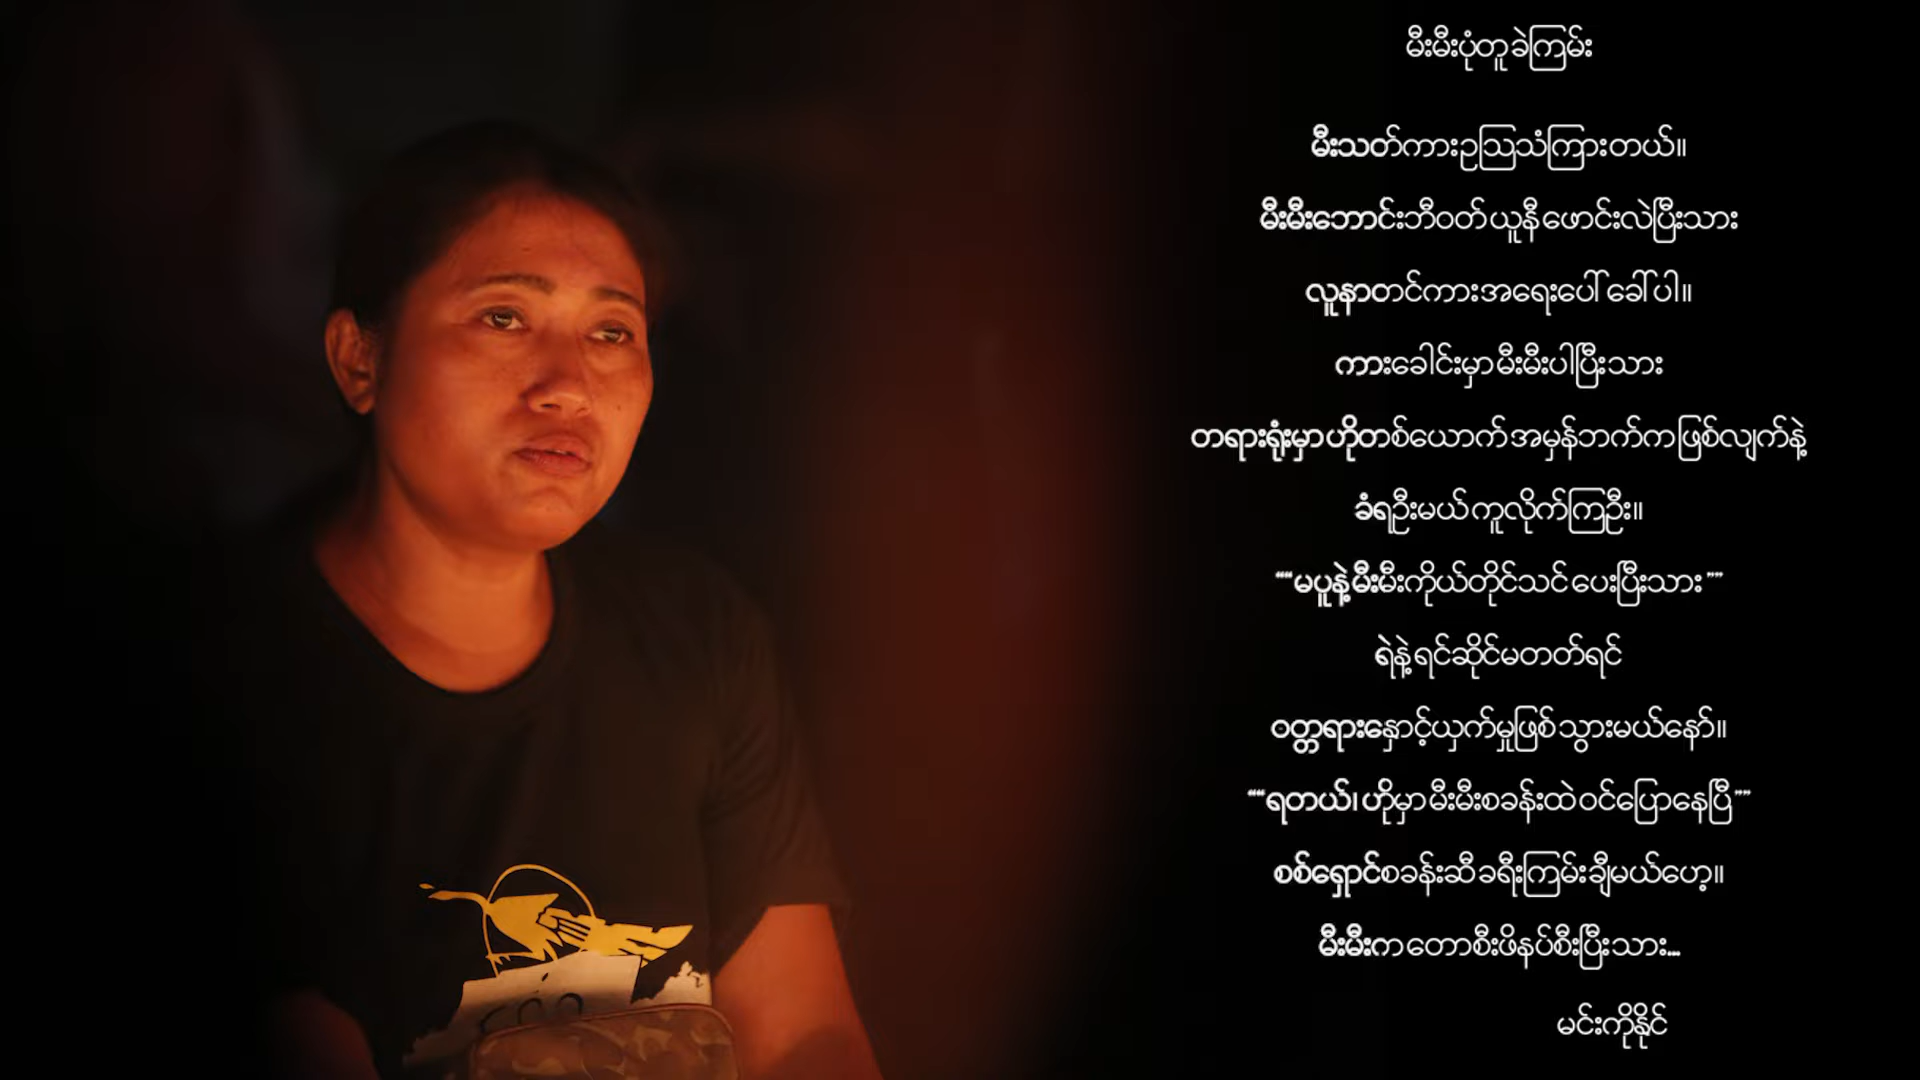 မီးမီးပုံတူခဲကြမ်း
မီးသတ်ကားဥသြသံကြားတယ်။
မီးမီးဘောင်းဘီဝတ်ယူနီဖောင်းလဲပြီးသား
လူနာတင်ကားအရေးပေါ်ခေါ်ပါ။
ကားခေါင်းမှာမီးမီးပါပြီးသား
တရားရုံးမှာဟိုတစ်ယောက်အမှန်ဘက်ကဖြစ်လျက်နဲ့
ခံရဦးမယ်ကူလိုက်ကြဦး။
""မပူနဲ့မီးမီးကိုယ်တိုင်သင်ပေးပြီးသား""
ရဲနဲ့ရင်ဆိုင်မတတ်ရင်
ဝတ္တရားနှောင့်ယှက်မှုဖြစ်သွားမယ်နော်။
""ရတယ်၊ဟိုမှာမီးမီးစခန်းထဲဝင်ပြောနေပြီ""
စစ်ရှောင်စခန်းဆီခရီးကြမ်းချီမယ်ဟေ့။
မီးမီးကတောစီးဖိနပ်စီးပြီးသား...
မင်းကိုနိုင်